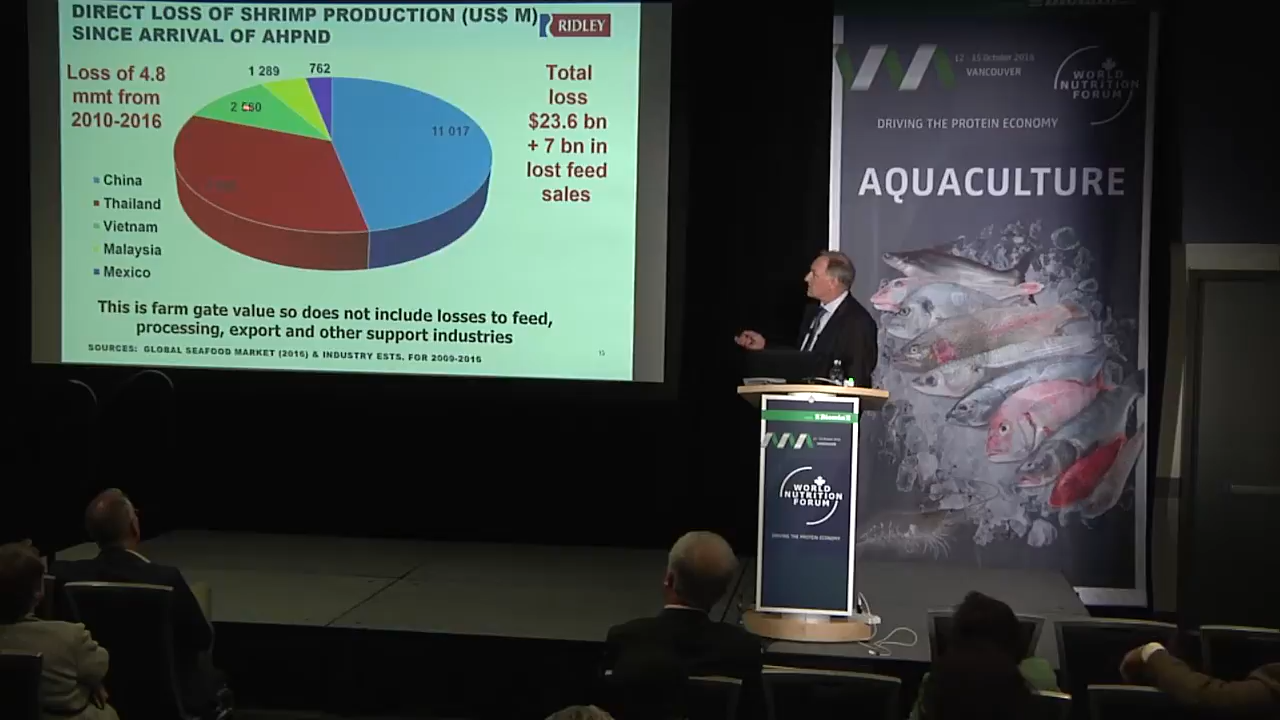 DIRECT LOSS OF SHRIMP PRODUCTION (US$ M)
SINCE ARRIVAL OF AHPND
RIDLEY
Loss of 4.8
mmt from
2010-2016
1 289
762
2 560
11 017
Total
loss
$23.6 bn
+ 7 bn in
lost feed
sales
China
Thailand
Vietnam
Malaysia
Mexico
This is farm gate value so does not include losses to feed,
processing, export and other support industries
SOURCES: GLOBAL SEAFOOD MARKET (2016) & INDUSTRY ESTS. FOR 2009-2016
12 - 15 October 2016
VANCOUVER
WORLD
NUTRITION
FORUM
DRIVING THE PROTEIN ECONOMY
AQUACULTURE
WORLD
NUTRITION
FORUM
DRIVING THE PROTEIN ECONOMY